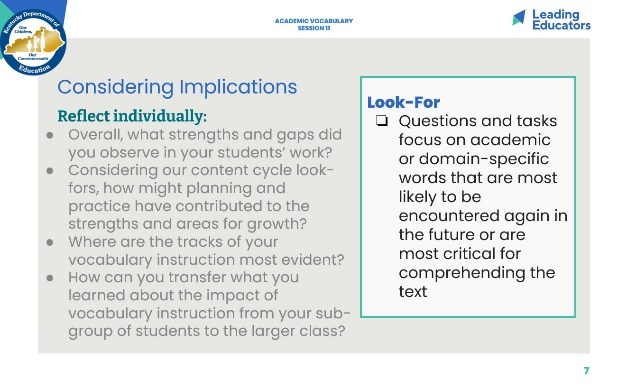 Kentucky Department of
Our
Children,
Our
Commonwealth
Education
ACADEMIC VOCABULARY
SESSION 11
Leading
Educators
Considering Implications
Reflect individually:
● Overall, what strengths and gaps did
you observe in your students' work?
● Considering our content cycle look-
fors, how might planning and
practice have contributed to the
strengths and areas for growth?
● Where are the tracks of your
vocabulary instruction most evident?
● How can you transfer what you
learned about the impact of
vocabulary instruction from your sub-
group of students to the larger class?
Look-For
❏ Questions and tasks
focus on academic
or domain-specific
words that are most
likely to be
encountered again in
the future or are
most critical for
comprehending the
text
7